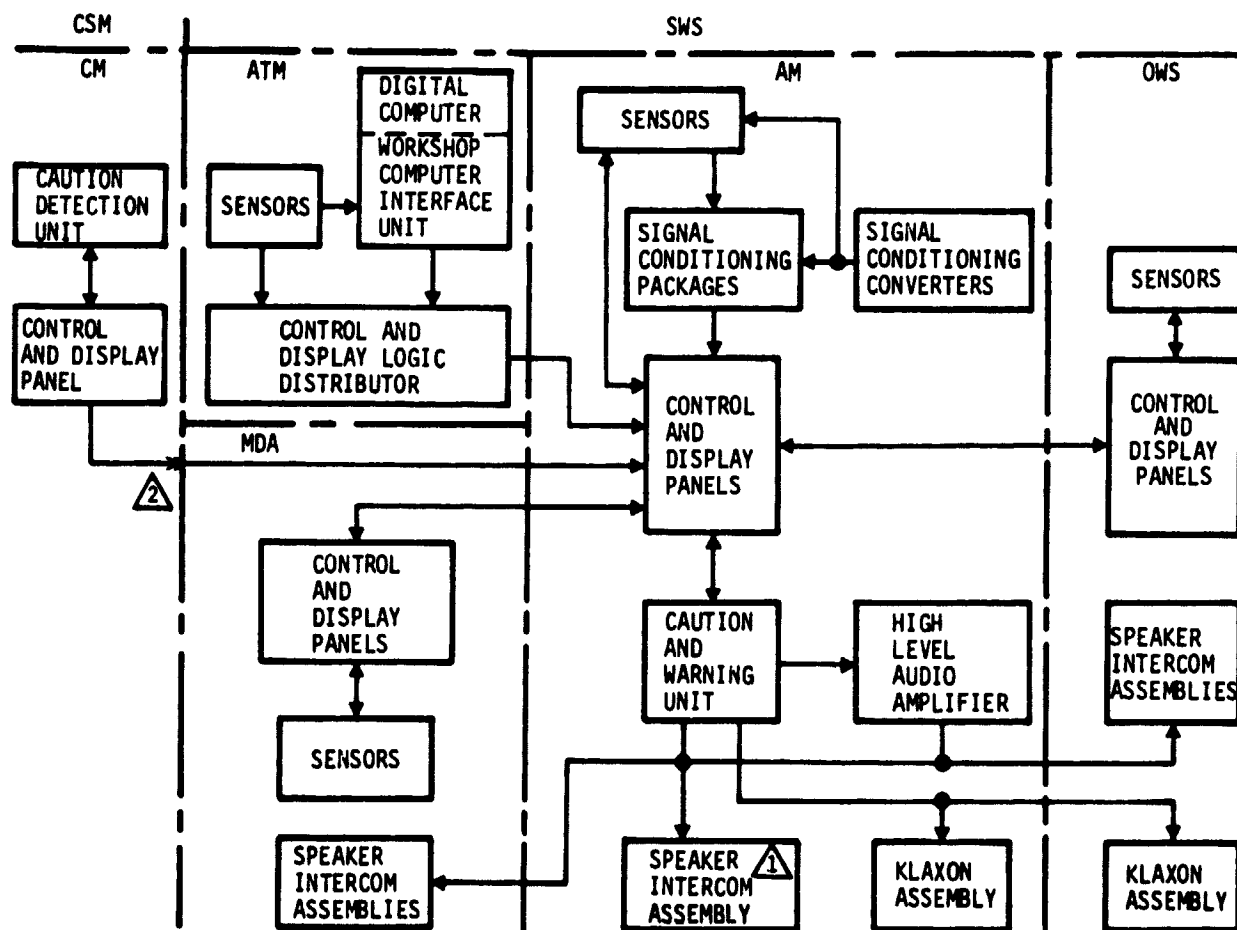 CSM
SWS
CM
ATM
AM
OWS
DIGITAL
COMPUTER
WORKSHOP
COMPUTER
INTERFACE
UNIT
SENSORS
CAUTION
DETECTION
UNIT
SENSORS
SIGNAL
CONDITIONING
PACKAGES
SIGNAL
CONDITIONING
CONVERTERS
SENSORS
CONTROL
AND DISPLAY
PANEL
CONTROL AND
DISPLAY LOGIC
DISTRIBUTOR
CONTROL
AND
DISPLAY
PANELS
CONTROL
AND
DISPLAY
PANELS
MDA
2
CONTROL
AND
DISPLAY
PANELS
CAUTION
AND
WARNING
UNIT
HIGH
LEVEL
AUDIO
AMPLIFIER
SPEAKER
INTERCOM
ASSEMBLIES
SENSORS
SPEAKER
INTERCOM
ASSEMBLIES
SPEAKER
INTERCOM
ASSEMBLY
1
KLAXON
ASSEMBLY
KLAXON
ASSEMBLY